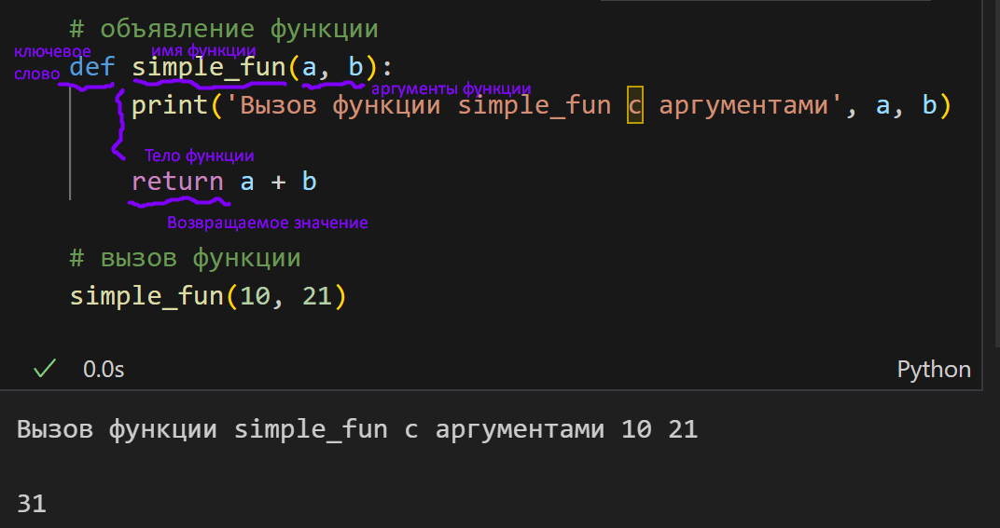 # объявление функции
ключевое слово
имя функции
def simple_fun(a, b):
аргументы функции
print('Вызов функции simple_fun с аргументами', a, b)
Тело функции
return a + b
Возвращаемое значение
# вызов функции
simple_fun(10, 21)
0.0s
Python
Вызов функции simple_fun с аргументами 10 21
31